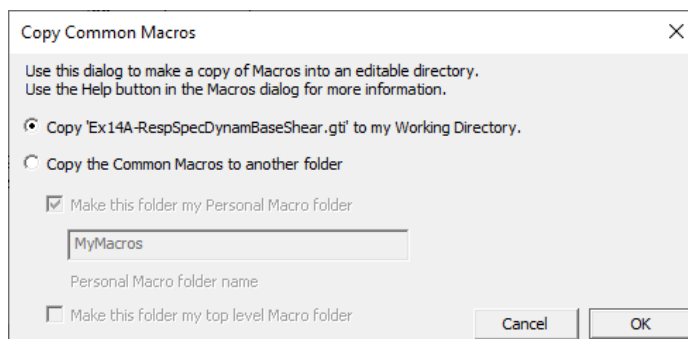 Copy Common Macros
Use this dialog to make a copy of Macros into an editable directory.
Use the Help button in the Macros dialog for more information.
Copy 'Ex14A-RespSpecDynamBaseShear.gti' to my Working Directory.
Copy the Common Macros to another folder
Make this folder my Personal Macro folder
MyMacros
Personal Macro folder name
Make this folder my top level Macro folder
Cancel
OK